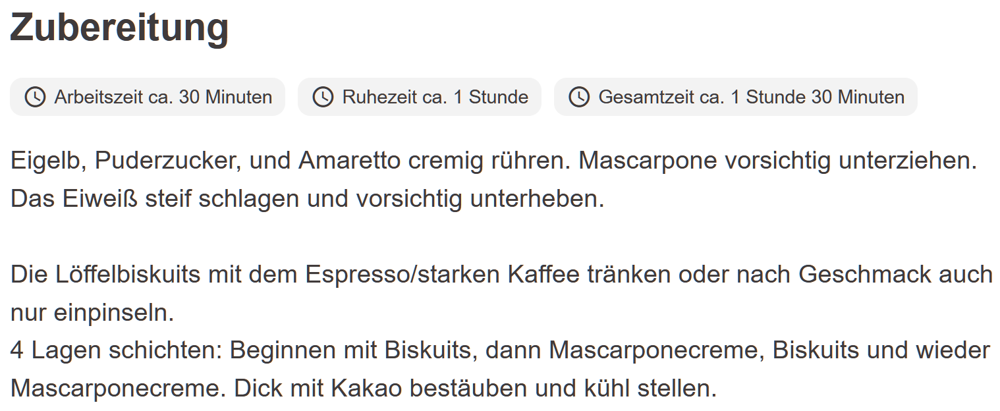 Zubereitung
Arbeitszeit ca. 30 Minuten
Ruhezeit ca. 1 Stunde
Gesamtzeit ca. 1 Stunde 30 Minuten
Eigelb, Puderzucker, und Amaretto cremig rühren. Mascarpone vorsichtig unterziehen.
Das Eiweiß steif schlagen und vorsichtig unterheben.
Die Löffelbiskuits mit dem Espresso/starken Kaffee tränken oder nach Geschmack auch
nur einpinseln.
4 Lagen schichten: Beginnen mit Biskuits, dann Mascarponecreme, Biskuits und wieder
Mascarponecreme. Dick mit Kakao bestäuben und kühl stellen.